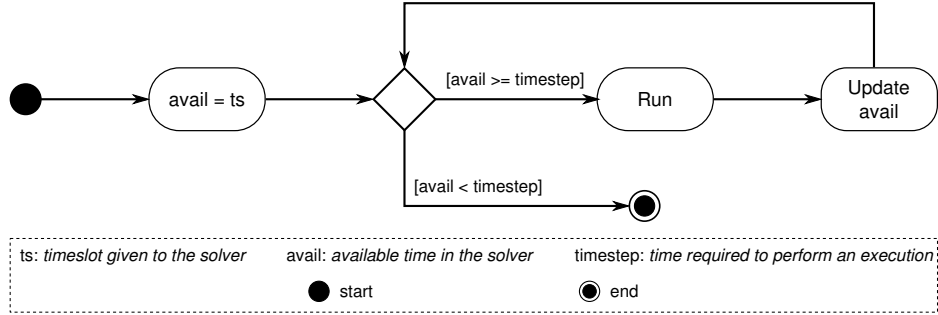 [avail >= timestep]
avail = ts
Run
Update
avail
[avail < timestep]
ts: timeslot given to the solver avail: available time in the solver timestep: time required to perform an execution
start end